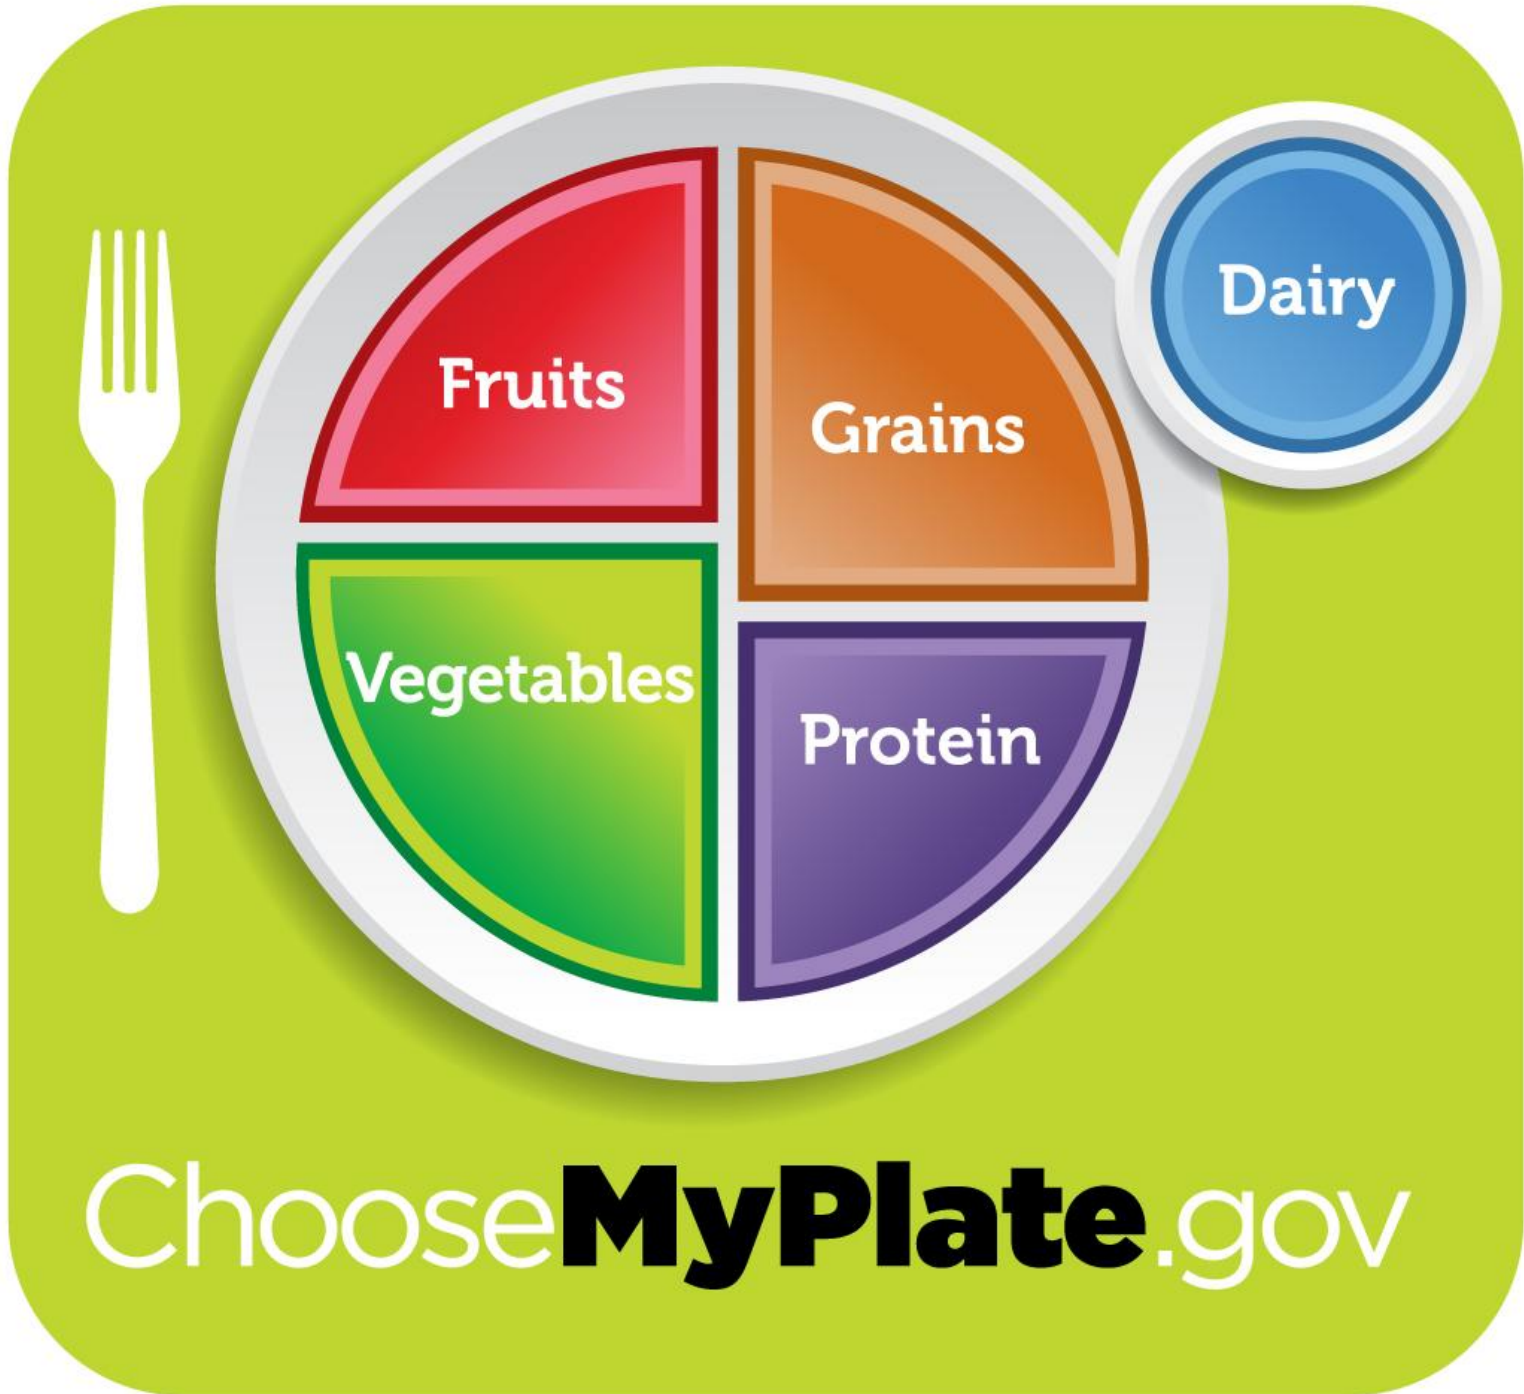 Dairy
Fruits
Grains
Vegetables
Protein
ChooseMyPlate.gov